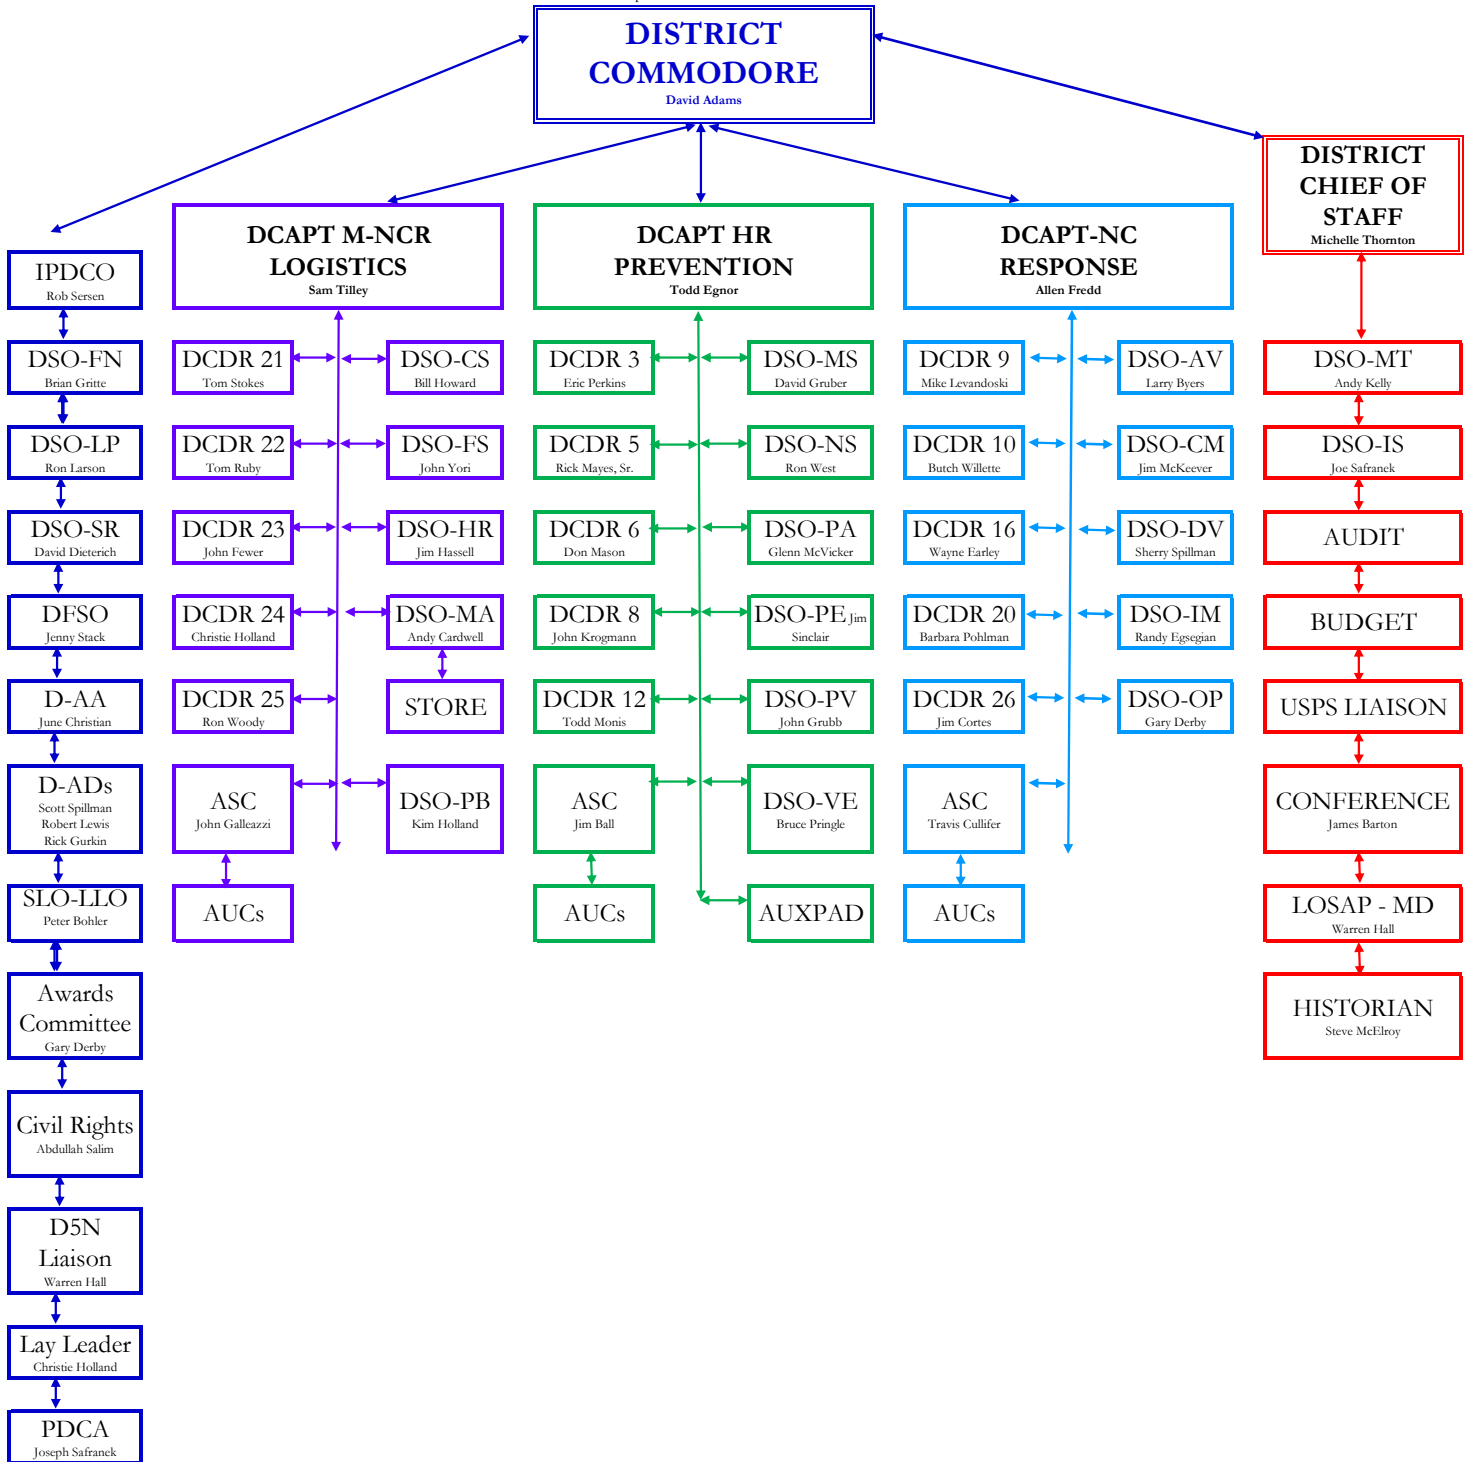 DISTRICT
COMMODORE
David Adams
DISTRICT
CHIEF OF
STAFF
Michelle Thornton
DCAPT M-NCR
LOGISTICS
Sam Tilley
DCAPT HR
PREVENTION
Todd Egnor
DCAPT-NC
RESPONSE
Allen Fredd
IPDCO
Rob Sersen
DSO-FN
Brian Gritte
DSO-LP
Ron Larson
DSO-SR
David Dieterich
DFSO
Jenny Stack
D-AA
June Christian
D-ADs
Scott Spillman
Robert Lewis
Rick Gurkin
SLO-LLO
Peter Bohler
Awards
Committee
Gary Derby
Civil Rights
Abdullah Salim
D5N
Liaison
Warren Hall
Lay Leader
Christie Holland
PDCA
Joseph Safranek
DCDR 21
Tom Stokes
DCDR 22
Tom Ruby
DCDR 23
John Fewer
DCDR 24
Christie Holland
DCDR 25
Ron Woody
ASC
John Galleazzi
AUCs
DSO-CS
Bill Howard
DSO-FS
John Yori
DSO-HR
Jim Hassell
DSO-MA
Andy Cardwell
STORE
DSO-PB
Kim Holland
DCDR 3
Eric Perkins
DCDR 5
Rick Mayes, Sr.
DCDR 6
Don Mason
DCDR 8
John Krogmann
DCDR 12
Todd Monis
ASC
Jim Ball
AUCs
DSO-MS
David Gruber
DSO-NS
Ron West
DSO-PA
Glenn McVicker
DSO-PE Jim
Sinclair
DSO-PV
John Grubb
DSO-VE
Bruce Pringle
AUXPAD
DCDR 9
Mike Levandoski
DCDR 10
Butch Willette
DCDR 16
Wayne Earley
DCDR 20
Barbara Pohlman
DCDR 26
Jim Cortes
ASC
Travis Cullifer
AUCs
DSO-AV
Larry Byers
DSO-CM
Jim McKeever
DSO-DV
Sherry Spillman
DSO-IM
Randy Egsegian
DSO-OP
Gary Derby
DSO-MT
Andy Kelly
DSO-IS
Joe Safranek
AUDIT
BUDGET
USPS LIAISON
CONFERENCE
James Barton
LOSAP - MD
Warren Hall
HISTORIAN
Steve McElroy